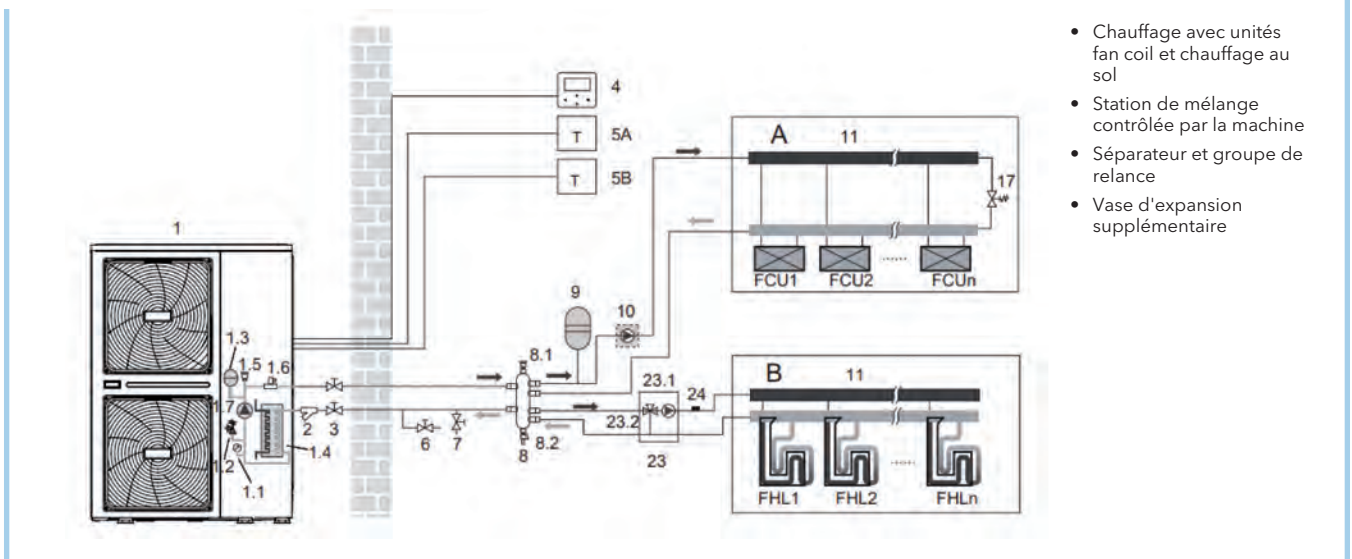 • Chauffage avec unités
fan coil et chauffage au
sol
• Station de mélange
contrôlée par la machine
• Séparateur et groupe de
relance
• Vase d'expansion
supplémentaire
4
T 5A
T 5B
A 11
17
FCU1 FCU2 FCUn
1
1.3
1.5
1.6
1.7
1.2
1.1
1.4
2
3
6
7
9
10
8.1
8.2
8
23.1
23.2
23
24
B 11
FHL1 FHL2 FHLn